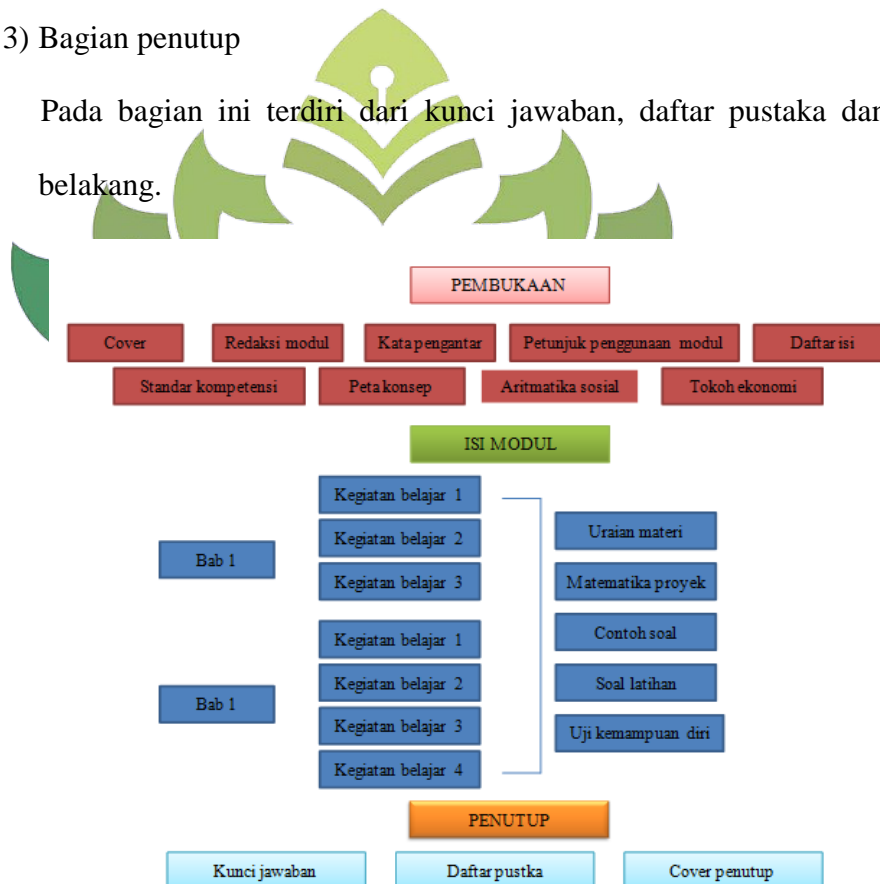 3) Bagian penutup
Pada bagian ini terdiri dari kunci jawaban, daftar pustaka dan
belakang.
PEMBUKAAN
Cover Redaksi modul Kata pengantar Petunjuk penggunaan modul Daftar isi
Standar kompetensi Peta konsep Aritmatika sosial Tokoh ekonomi
ISI MODUL
Bab 1
Kegiatan belajar 1
Kegiatan belajar 2
Kegiatan belajar 3
Bab 1
Kegiatan belajar 1
Kegiatan belajar 2
Kegiatan belajar 3
Kegiatan belajar 4
Uraian materi
Matematika proyek
Contoh soal
Soal latihan
Uji kemampuan diri
PENUTUP
Kunci jawaban Daftar pustka Cover penutup